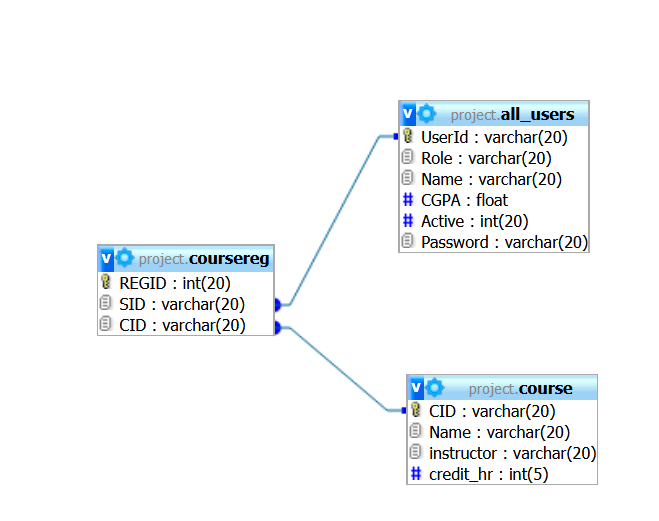 v project.all_users
UserId : varchar(20)
Role : varchar(20)
Name : varchar(20)
# CGPA : float
# Active : int(20)
Password : varchar(20)
v project.coursereg
REGID : int(20)
SID : varchar(20)
CID : varchar(20)
v project.course
CID : varchar(20)
Name : varchar(20)
instructor : varchar(20)
# credit_hr : int(5)